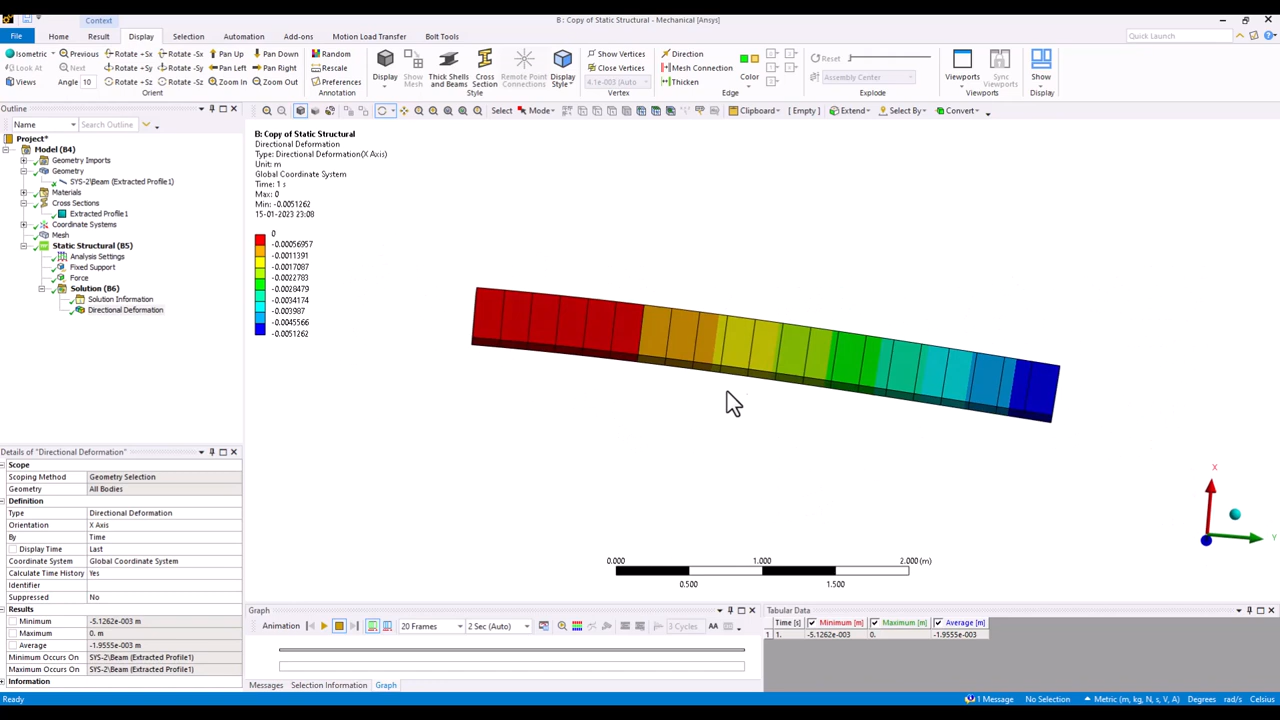 Context
B : Copy of Static Structural - Mechanical [Ansys]
File Home Result Display Selection Automation Add-ons Motion Load Transfer Bolt Tools
Quick Launch
Isometric Previous Rotate +Sx Rotate -Sx Pan Up Pan Down
Look At Next Rotate +Sy Rotate -Sy Pan Left Pan Right
Views Angle 10 Rotate +Sz Rotate -Sz Zoom In Zoom Out
Orient
Random
Rescale
Preferences
Annotation
Display
Show Mesh
Thick Shells and Beams
Cross Section
Remote Point Connections
Display Style
Style
Show Vertices
Close Vertices
4.1e-003 (Auto
Vertex
Direction
Mesh Connection
Thicken
Color
Edge
Reset
Assembly Center
Explode
Viewports
Sync Viewports
Viewports
Show
Display
Outline
Name Search Outline
Select Mode Clipboard [ Empty ] Extend Select By Convert
Project*
Model (B4)
Geometry Imports
Geometry
SYS-2\Beam (Extracted Profile1)
Materials
Cross Sections
Extracted Profile1
Coordinate Systems
Mesh
Static Structural (B5)
Analysis Settings
Fixed Support
Force
Solution (B6)
Solution Information
Directional Deformation
B: Copy of Static Structural
Directional Deformation
Type: Directional Deformation(X Axis)
Unit: m
Global Coordinate System
Time: 1 s
Max: 0
Min: -0.0051262
15-01-2023 23:08
0
-0.00056957
-0.0011391
-0.0017087
-0.0022783
-0.0028479
-0.0034174
-0.003987
-0.0045566
-0.0051262
X
Y
0.000 1.000 2.000 (m)
0.500 1.500
Details of "Directional Deformation"
Scope
Scoping Method Geometry Selection
Geometry All Bodies
Definition
Type Directional Deformation
Orientation X Axis
By Time
Display Time Last
Coordinate System Global Coordinate System
Calculate Time History Yes
Identifier
Suppressed No
Results
Minimum -5.1262e-003 m
Maximum 0. m
Average -1.9555e-003 m
Minimum Occurs On SYS-2\Beam (Extracted Profile1)
Maximum Occurs On SYS-2\Beam (Extracted Profile1)
Information
Graph
Animation 20 Frames 2 Sec (Auto) 3 Cycles
Messages Selection Information Graph
Tabular Data
Time [s] Minimum [m] Maximum [m] Average [m]
1 1. -5.1262e-003 0. -1.9555e-003
Ready 1 Message No Selection Metric (m, kg, N, s, V, A) Degrees rad/s Celsius